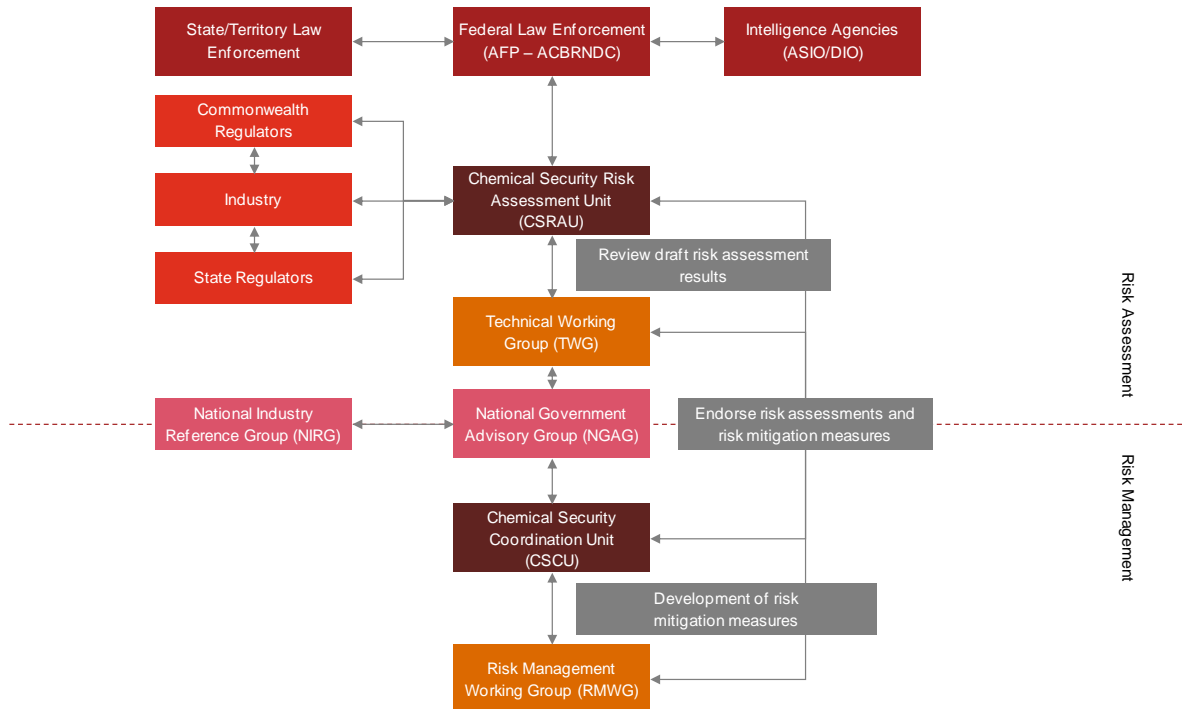 State/Territory Law
Enforcement
Federal Law Enforcement
(AFP – ACBRNDC)
Intelligence Agencies
(ASIO/DIO)
Commonwealth
Regulators
Industry
State Regulators
Chemical Security Risk
Assessment Unit
(CSRAU)
Review draft risk assessment
results
Technical Working
Group (TWG)
Risk Assessment
National Industry
Reference Group (NIRG)
National Government
Advisory Group (NGAG)
Endorse risk assessments and
risk mitigation measures
Risk Management
Chemical Security
Coordination Unit
(CSCU)
Development of risk
mitigation measures
Risk Management
Working Group (RMWG)